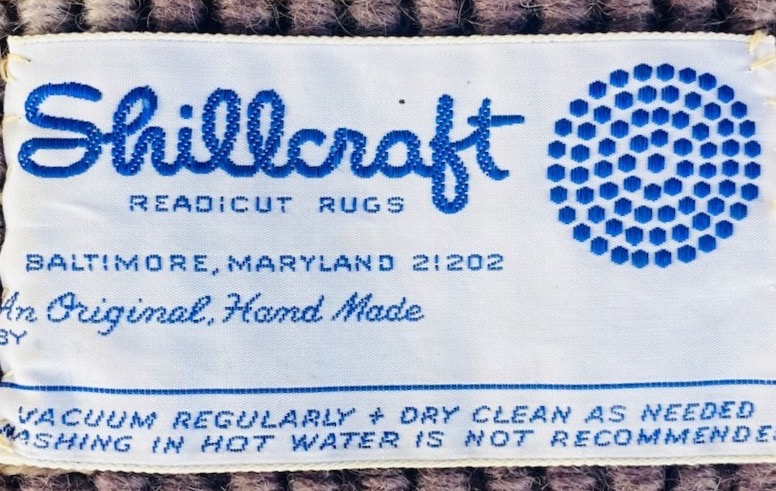 Shillcraft
READICUT RUGS
BALTIMORE, MARYLAND 21202
An Original, Hand Made
BY
VACUUM REGULARLY + DRY CLEAN AS NEEDED
WASHING IN HOT WATER IS NOT RECOMMENDED